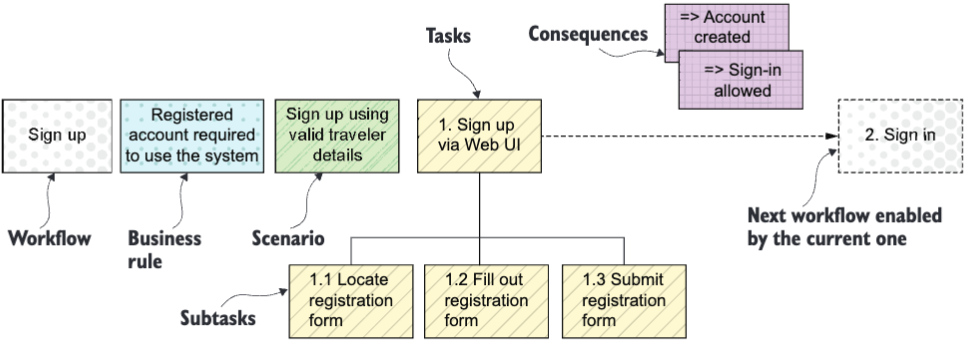 Tasks
Consequences
=> Account
created
=> Sign-in
allowed
Sign up
Registered
account required
to use the system
Sign up using
valid traveler
details
1. Sign up
via Web UI
2. Sign in
Workflow
Business
rule
Scenario
Next workflow enabled
by the current one
Subtasks
1.1 Locate
registration
form
1.2 Fill out
registration
form
1.3 Submit
registration
form